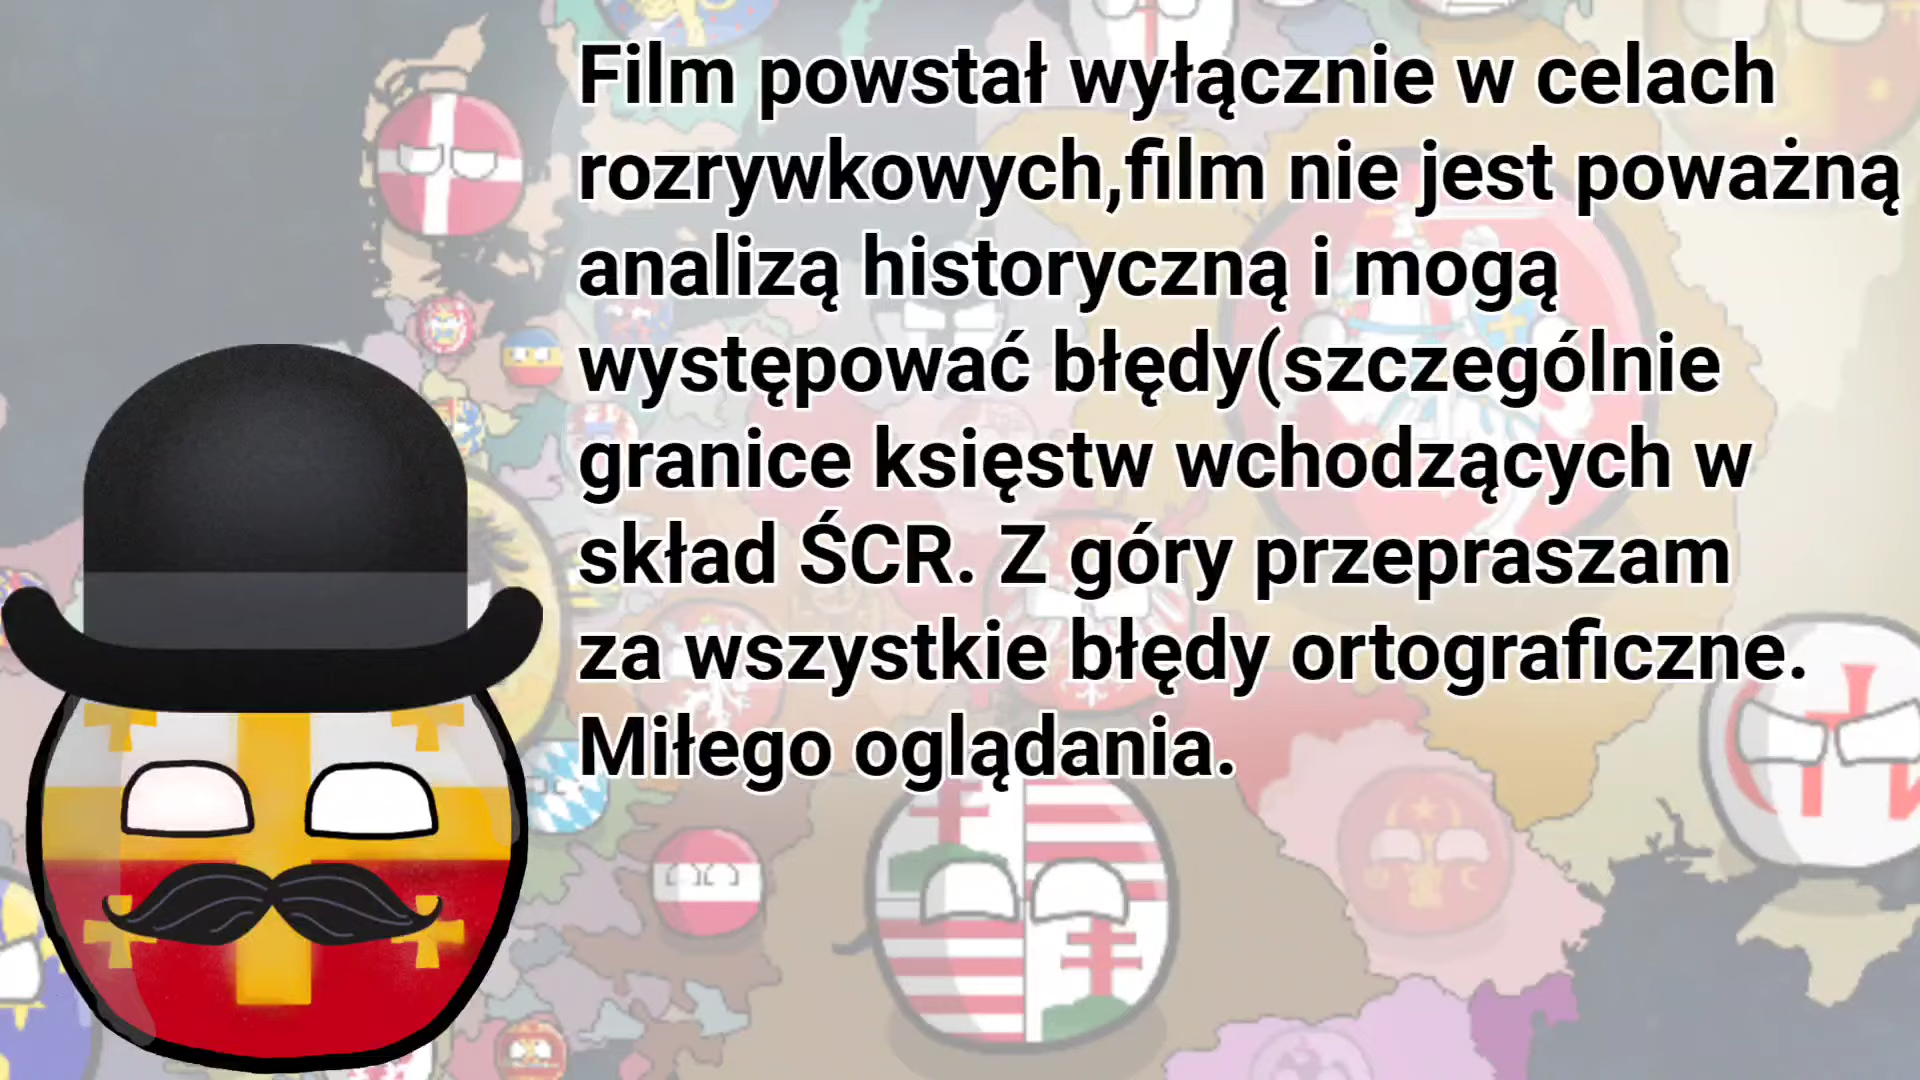 Film powstał wyłącznie w celach
rozrywkowych,film nie jest poważną
analizą historyczną i mogą
występować błędy(szczególnie
granice księstw wchodzących w
skład ŚCR. Z góry przepraszam
za wszystkie błędy ortograficzne.
Miłego oglądania.